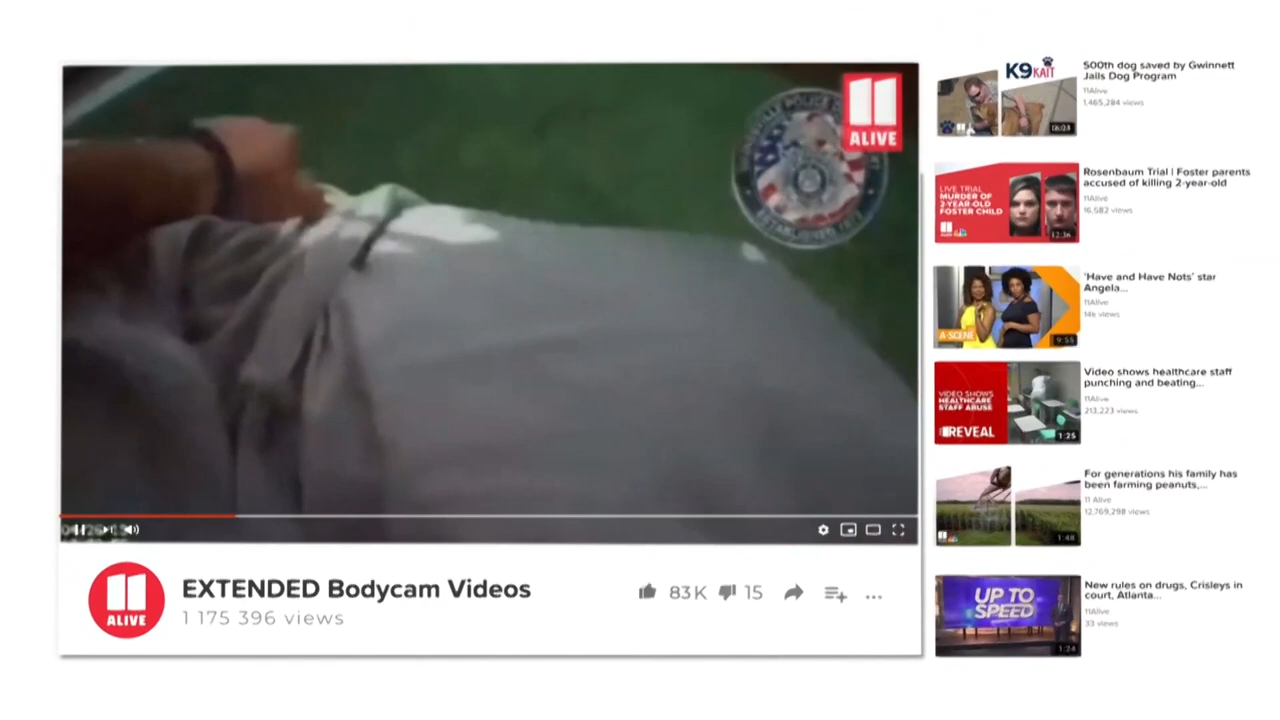 11
ALIVE
EXTENDED Bodycam Videos
1 175 396 views
83K
15
11
ALIVE
K9 KAIT
08:03
500th dog saved by Gwinnett
Jails Dog Program
11Alive
1,465,284 views
LIVE TRIAL
MURDER OF
2-YEAR-OLD
FOSTER CHILD
12:36
Rosenbaum Trial | Foster parents
accused of killing 2-year-old
11Alive
16,582 views
A-SCENE
9:55
'Have and Have Nots' star
Angela...
11Alive
14k views
VIDEO SHOWS
HEALTHCARE
STAFF ABUSE
REVEAL
1:25
Video shows healthcare staff
punching and beating...
11Alive
213,223 views
1:48
For generations his family has
been farming peanuts,...
11 Alive
12,769,298 views
UP TO
SPEED
1:24
New rules on drugs, Crisleys in
court, Atlanta...
11Alive
33 views